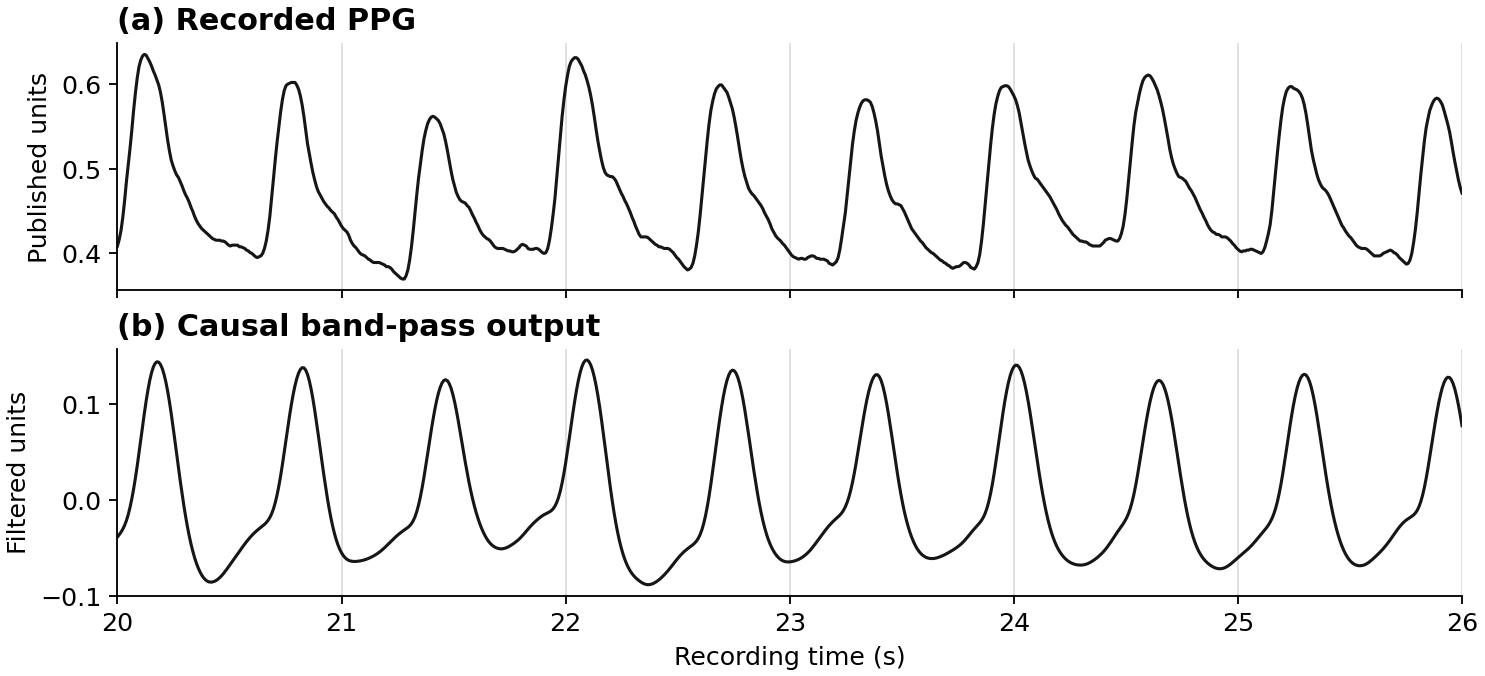 (a) Recorded PPG
Published units
0.6
0.5
0.4
(b) Causal band-pass output
Filtered units
0.1
0.0
−0.1
20 21 22 23 24 25 26
Recording time (s)